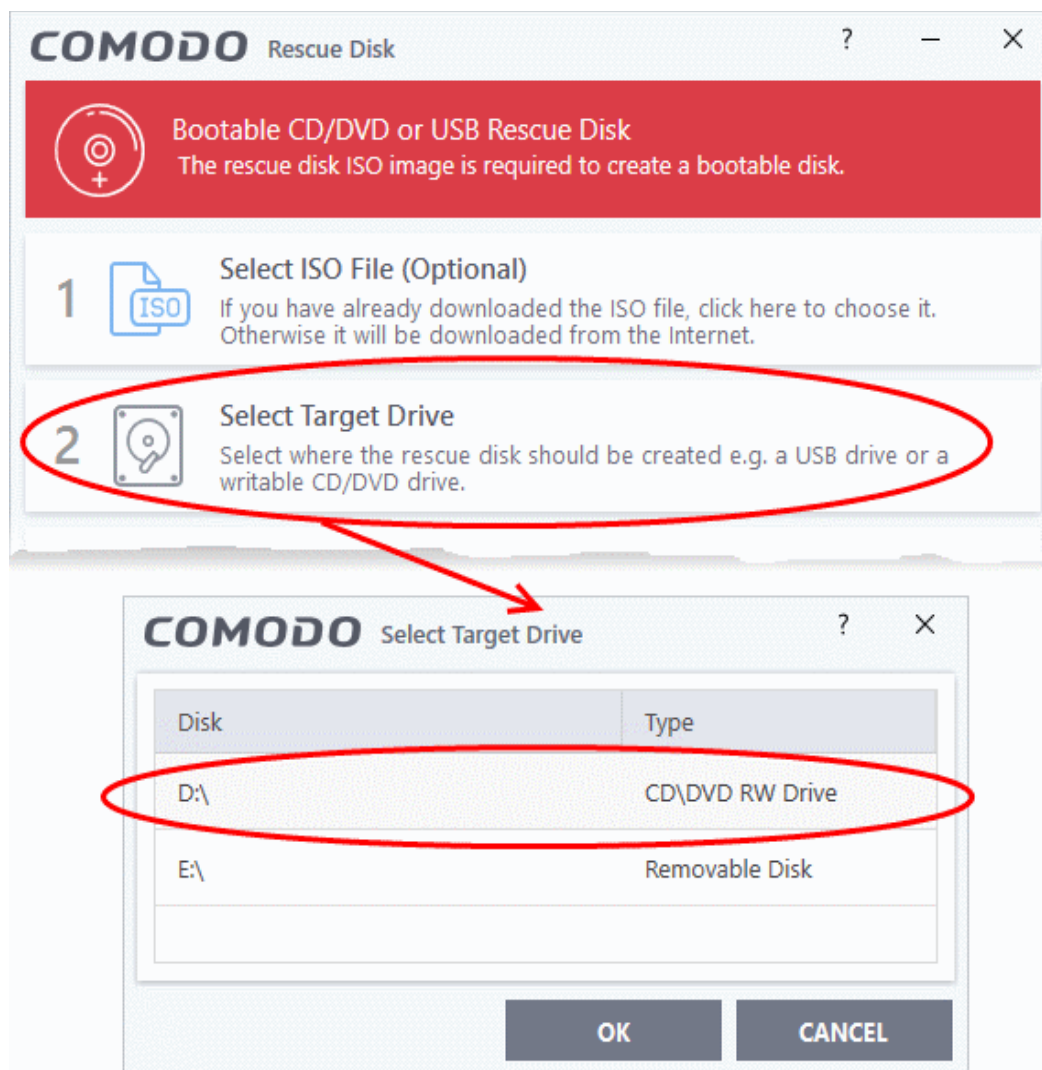 COMODO Rescue Disk ? – ×
Bootable CD/DVD or USB Rescue Disk
The rescue disk ISO image is required to create a bootable disk.
1
ISO
Select ISO File (Optional)
If you have already downloaded the ISO file, click here to choose it.
Otherwise it will be downloaded from the Internet.
2
Select Target Drive
Select where the rescue disk should be created e.g. a USB drive or a
writable CD/DVD drive.
COMODO Select Target Drive ? ×
Disk Type
D:\ CD\DVD RW Drive
E:\ Removable Disk
OK CANCEL